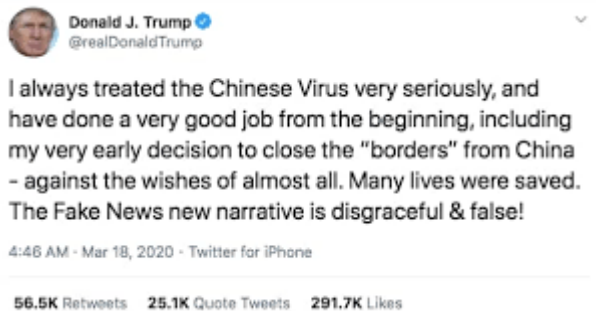 Donald J. Trump
@realDonaldTrump
I always treated the Chinese Virus very seriously, and
have done a very good job from the beginning, including
my very early decision to close the "borders" from China
- against the wishes of almost all. Many lives were saved.
The Fake News new narrative is disgraceful & false!
4:46 AM · Mar 18, 2020 · Twitter for iPhone
56.5K Retweets 25.1K Quote Tweets 291.7K Likes